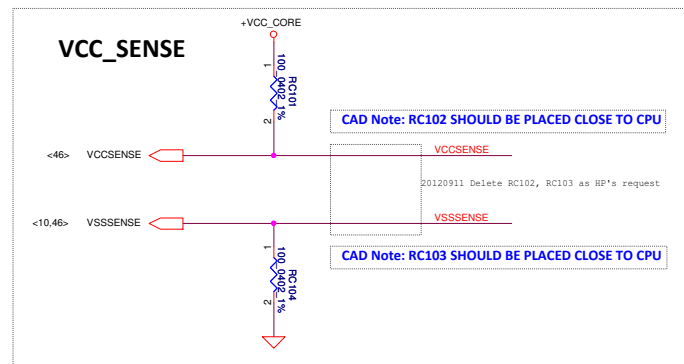 +VCC_CORE
VCC_SENSE
1
100_0402_1%
RC101
2
CAD Note: RC102 SHOULD BE PLACED CLOSE TO CPU
<46> VCCSENSE
VCCSENSE
20120911 Delete RC102, RC103 as HP's request
<10,46> VSSSENSE
VSSSENSE
1
100_0402_1%
RC104
2
CAD Note: RC103 SHOULD BE PLACED CLOSE TO CPU